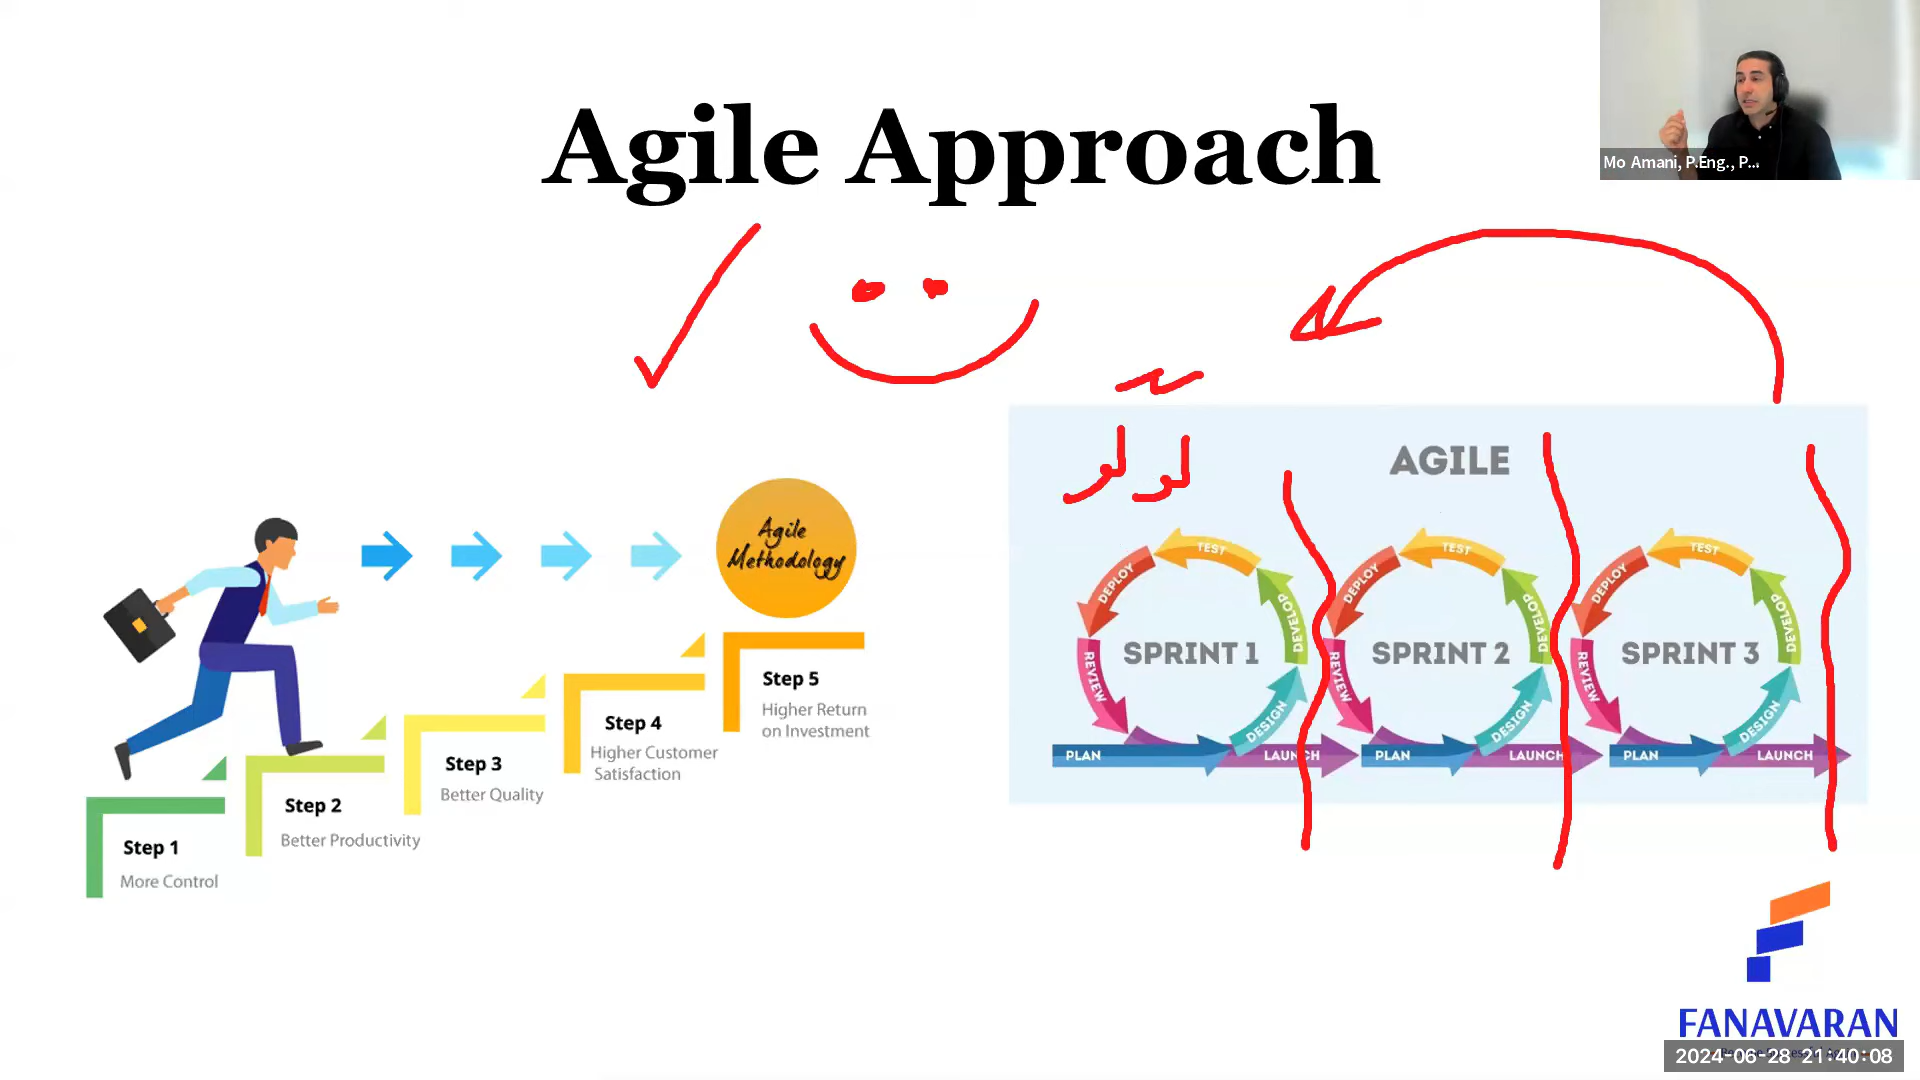 Mo Amani, P.Eng., P...
Agile Approach
AGILE
Agile
Methodology
Step 1
More Control
Step 2
Better Productivity
Step 3
Better Quality
Step 4
Higher Customer
Satisfaction
Step 5
Higher Return
on Investment
لو لو
TEST
DEPLOY
DEVELOP
SPRINT 1
REVIEW
DESIGN
PLAN
LAUNCH
TEST
DEPLOY
DEVELOP
SPRINT 2
REVIEW
DESIGN
PLAN
LAUNCH
TEST
DEPLOY
DEVELOP
SPRINT 3
REVIEW
DESIGN
PLAN
LAUNCH
FANAVARAN
2024-06-28 21:40:08